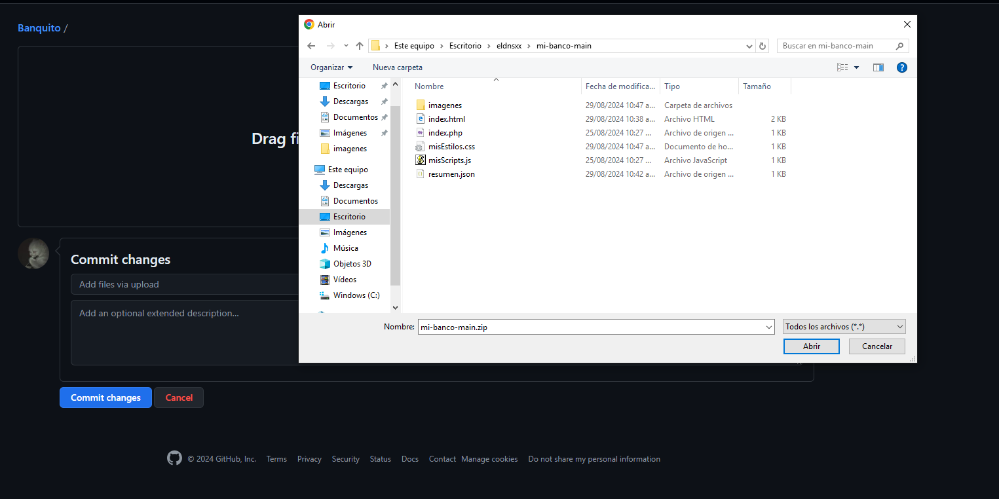 Banquito /
Drag fi
Commit changes
Add files via upload
Add an optional extended description...
Commit changes
Cancel
© 2024 GitHub, Inc. Terms Privacy Security Status Docs Contact Manage cookies Do not share my personal information
Abrir
Este equipo Escritorio eldnsxx mi-banco-main
Buscar en mi-banco-main
Organizar Nueva carpeta
Escritorio
Descargas
Documentos
Imágenes
imagenes
Este equipo
Descargas
Documentos
Escritorio
Imágenes
Música
Objetos 3D
Vídeos
Windows (C:)
Nombre Fecha de modifica... Tipo Tamaño
imagenes 29/08/2024 10:47 a... Carpeta de archivos
index.html 29/08/2024 10:38 a... Archivo HTML 2 KB
index.php 25/08/2024 10:27 ... Archivo de origen ... 1 KB
misEstilos.css 29/08/2024 10:47 a... Documento de ho... 1 KB
misScripts.js 25/08/2024 10:27 ... Archivo JavaScript 1 KB
resumen.json 29/08/2024 10:42 a... Archivo de origen ... 1 KB
Nombre: mi-banco-main.zip
Todos los archivos (*.*)
Abrir
Cancelar